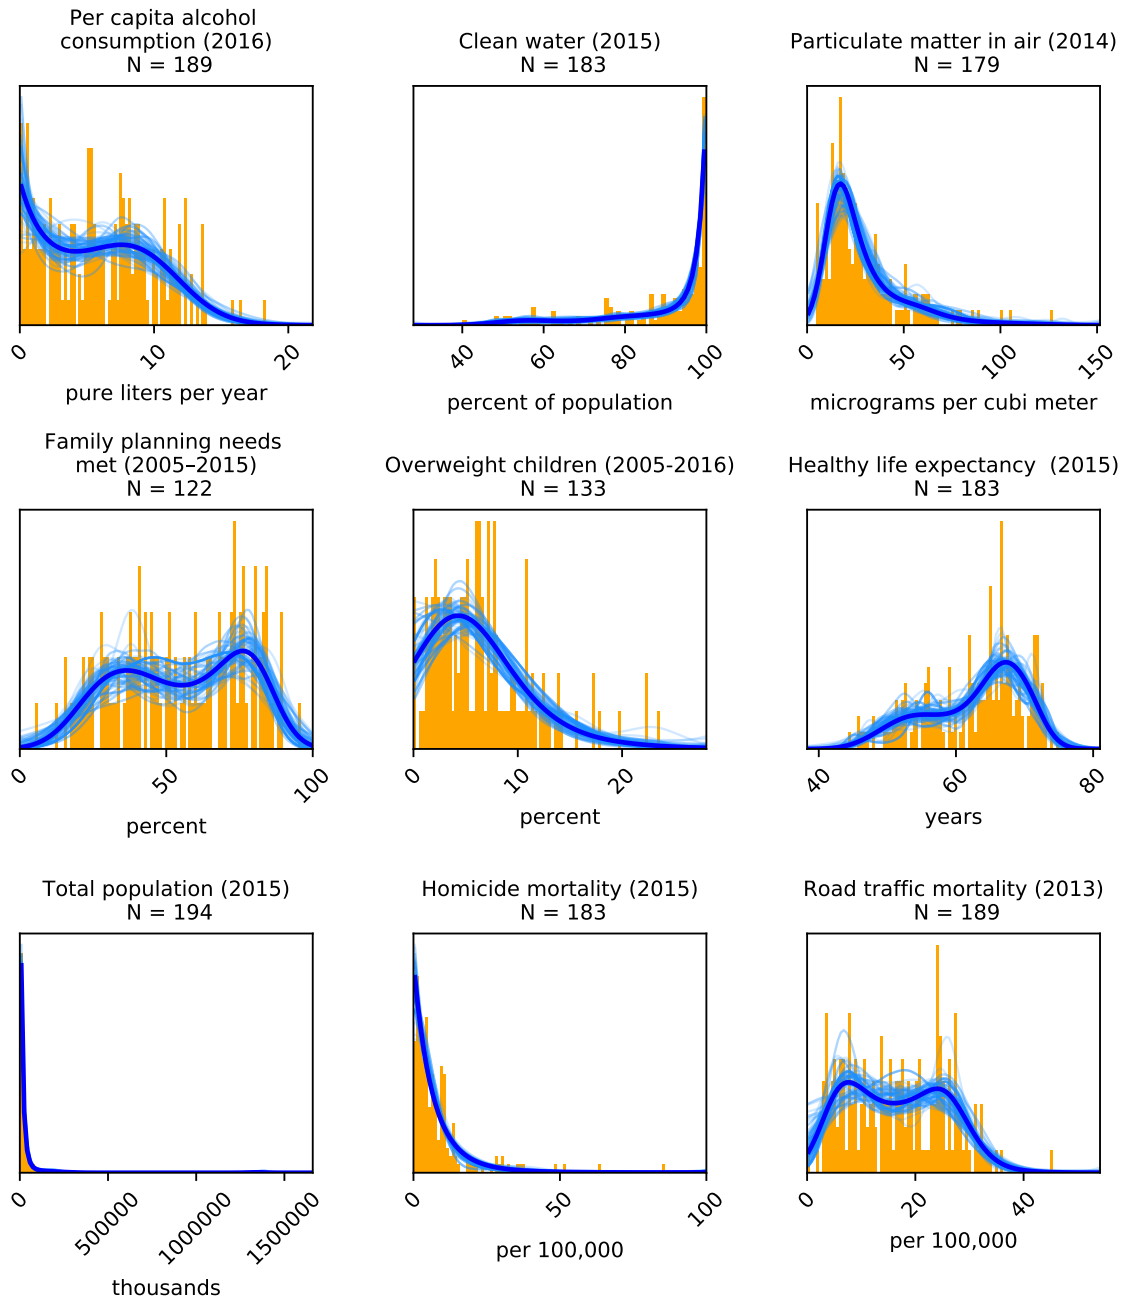 Per capita alcohol
consumption (2016)
N = 189
0
10
20
pure liters per year
Clean water (2015)
N = 183
40
60
80
100
percent of population
Particulate matter in air (2014)
N = 179
0
50
100
150
micrograms per cubi meter
Family planning needs
met (2005–2015)
N = 122
0
50
100
percent
Overweight children (2005-2016)
N = 133
0
10
20
percent
Healthy life expectancy  (2015)
N = 183
40
60
80
years
Total population (2015)
N = 194
0
500000
1000000
1500000
thousands
Homicide mortality (2015)
N = 183
0
50
100
per 100,000
Road traffic mortality (2013)
N = 189
0
20
40
per 100,000